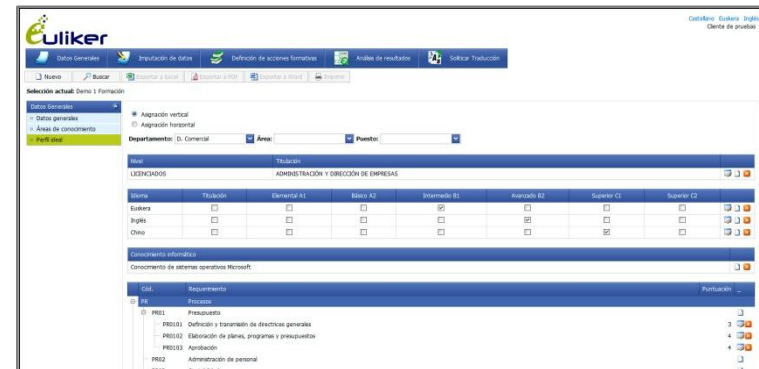 Castellano Euskera Inglés
Cliente de pruebas
euliker
Datos Generales Imputación de datos Definición de acciones formativas Análisis de resultados Solicitar Traducción
Nuevo Buscar Exportar a Excel Exportar a PDF Exportar a Word Imprimir
Selección actual: Demo 1 Formación
Datos Generales
Datos generales
Áreas de conocimiento
Perfil ideal
Asignación vertical
Asignación horizontal
Departamento: D. Comercial Área: Puesto:
Nivel Titulación
LICENCIADOS ADMINISTRACIÓN Y DIRECCIÓN DE EMPRESAS
Idioma Titulación Elemental A1 Básico A2 Intermedio B1 Avanzado B2 Superior C1 Superior C2
Euskera
Inglés
Chino
Conocimiento informático
Conocimiento de sistemas operativos Microsoft
Cód. Requerimiento Puntuación
PR Procesos
PR01 Presupuesto
PR0101 Definición y transmisión de directrices generales 3
PR0102 Elaboración de planes, programas y presupuestos 4
PR0103 Aprobación 4
PR02 Administración de personal